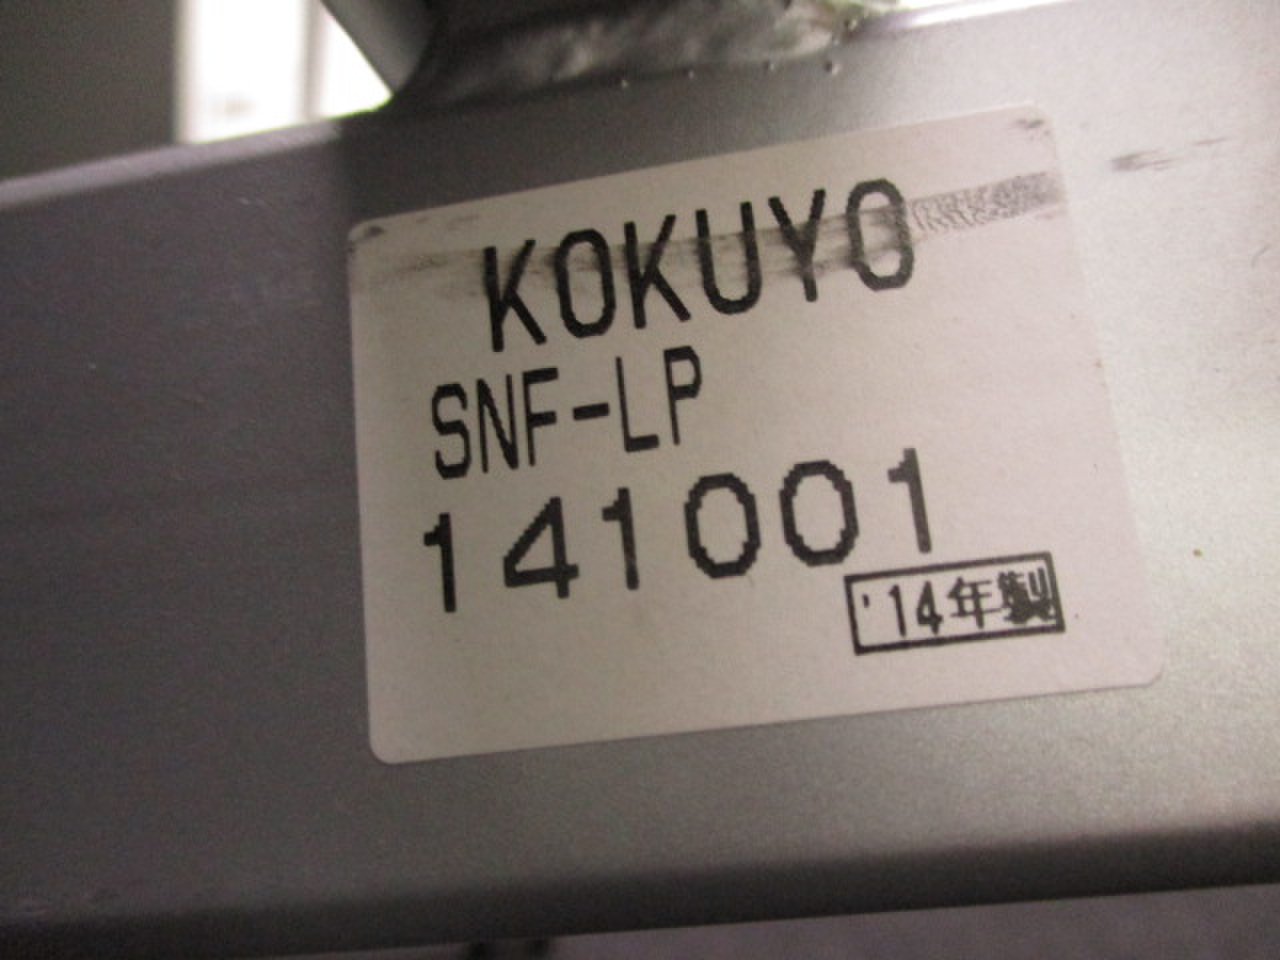 KOKUYO
SNF-LP
141001
'14年製